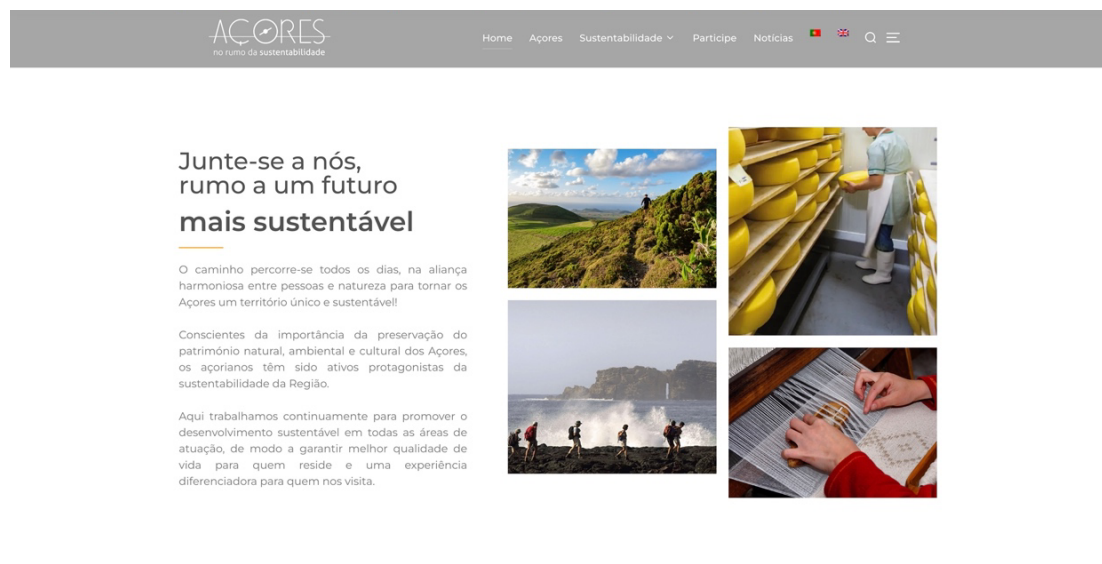 AÇORES
no rumo da sustentabilidade
Home Açores Sustentabilidade Participe Notícias
Junte-se a nós,
rumo a um futuro
mais sustentável
O caminho percorre-se todos os dias, na aliança
harmoniosa entre pessoas e natureza para tornar os
Açores um território único e sustentável!
Conscientes da importância da preservação do
património natural, ambiental e cultural dos Açores,
os açorianos têm sido ativos protagonistas da
sustentabilidade da Região.
Aqui trabalhamos continuamente para promover o
desenvolvimento sustentável em todas as áreas de
atuação, de modo a garantir melhor qualidade de
vida para quem reside e uma experiência
diferenciadora para quem nos visita.